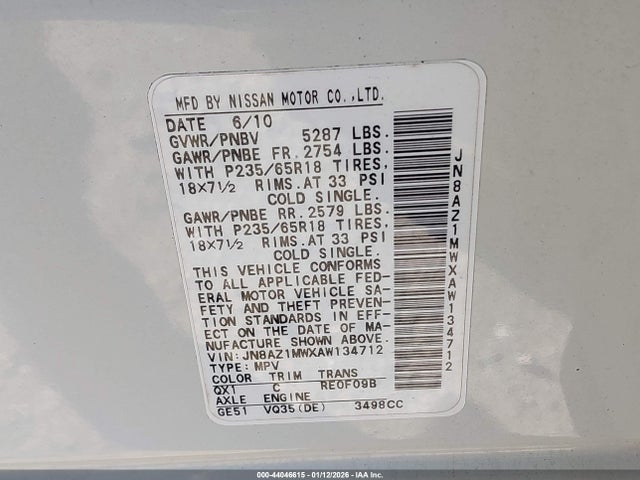 MFD BY NISSAN MOTOR CO.,LTD.
DATE 6/10
GVWR/PNBV 5287 LBS.
GAWR/PNBE FR. 2754 LBS.
WITH P235/65R18 TIRES,
18X7½ RIMS.AT 33 PSI
COLD SINGLE.
GAWR/PNBE RR. 2579 LBS.
WITH P235/65R18 TIRES,
18X7½ RIMS.AT 33 PSI
COLD SINGLE.
THIS VEHICLE CONFORMS
TO ALL APPLICABLE FED-
ERAL MOTOR VEHICLE SA-
FETY AND THEFT PREVEN-
TION STANDARDS IN EFF-
ECT ON THE DATE OF MA-
NUFACTURE SHOWN ABOVE.
VIN: JN8AZ1MWXAW134712
TYPE: MPV
COLOR TRIM TRANS
QX1 C RE0F09B
AXLE ENGINE
GE51 VQ35(DE) 3498CC
JN8AZ1MWXAW134712
000-44046615 - 01/12/2026 - IAA Inc.